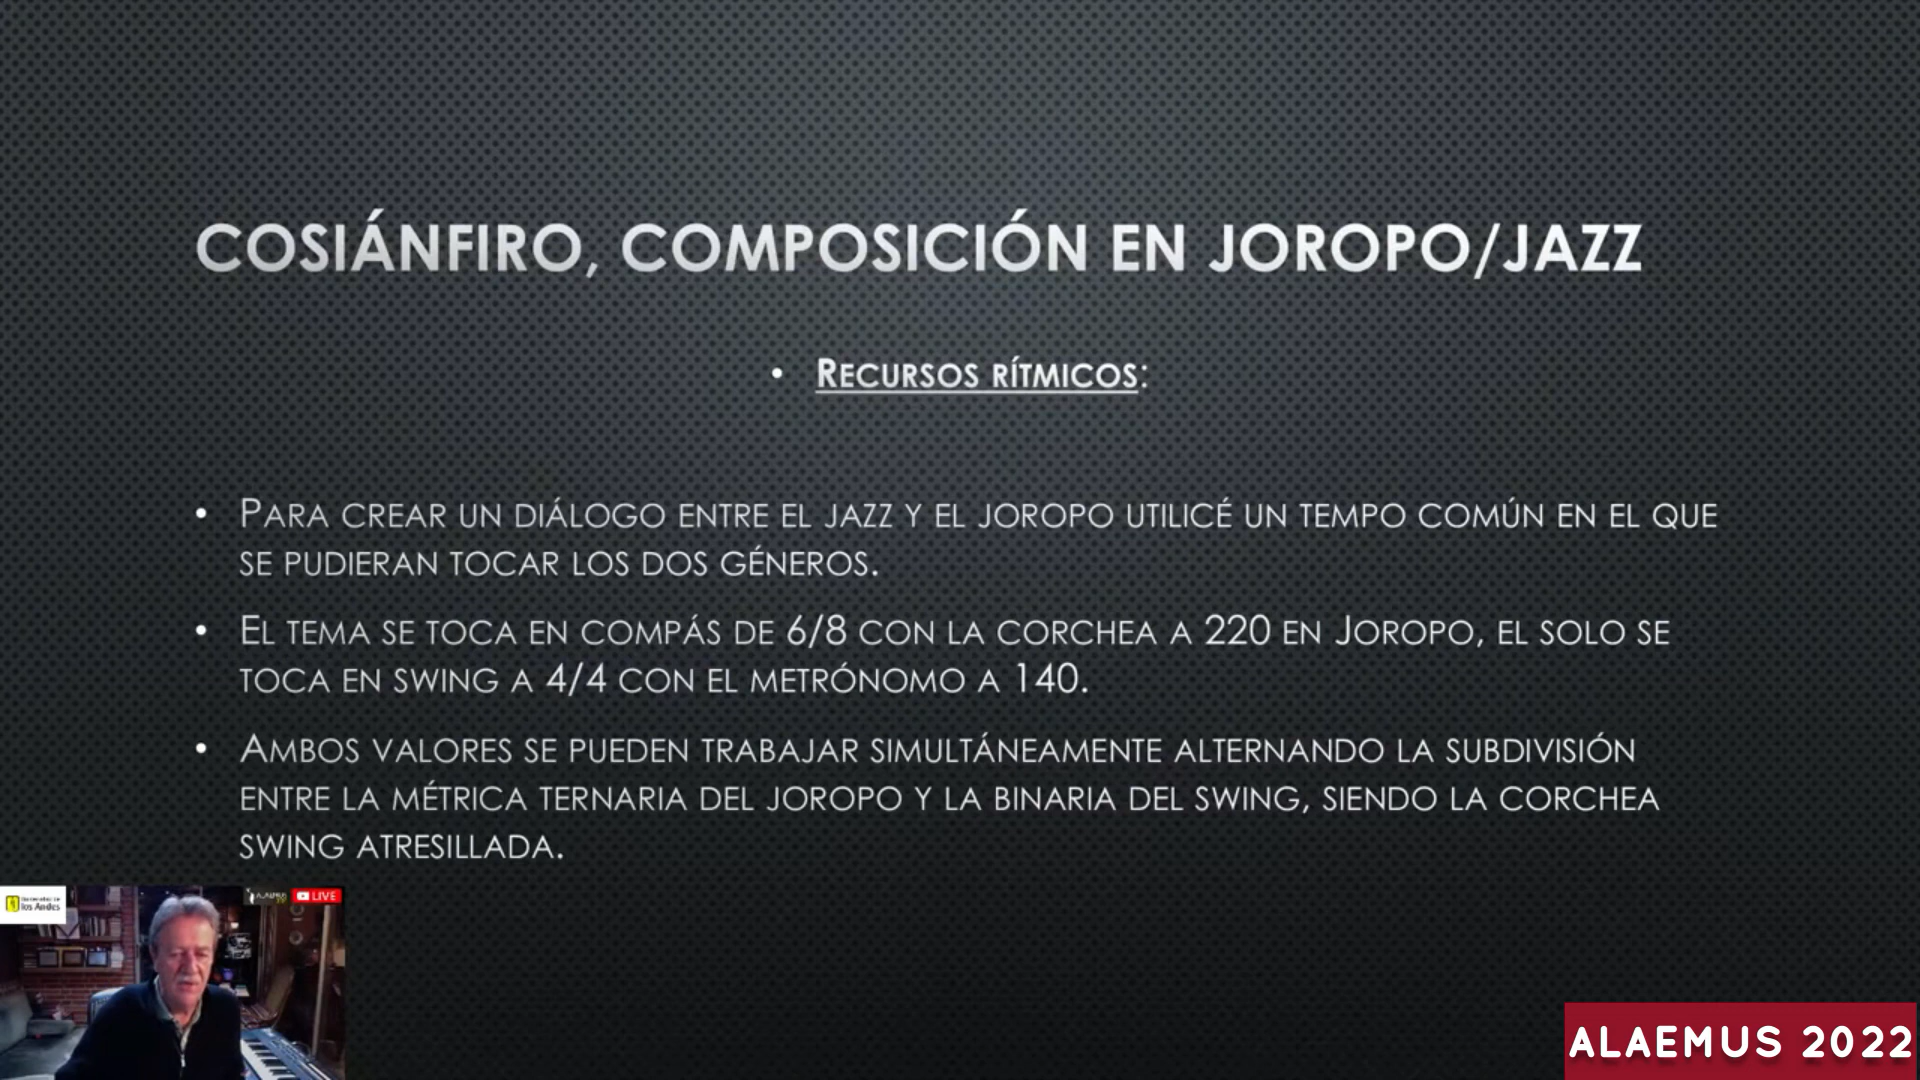 COSIÁNFIRO, COMPOSICIÓN EN JOROPO/JAZZ
• RECURSOS RÍTMICOS:
• PARA CREAR UN DIÁLOGO ENTRE EL JAZZ Y EL JOROPO UTILICÉ UN TEMPO COMÚN EN EL QUE
SE PUDIERAN TOCAR LOS DOS GÉNEROS.
• EL TEMA SE TOCA EN COMPÁS DE 6/8 CON LA CORCHEA A 220 EN JOROPO, EL SOLO SE
TOCA EN SWING A 4/4 CON EL METRÓNOMO A 140.
• AMBOS VALORES SE PUEDEN TRABAJAR SIMULTÁNEAMENTE ALTERNANDO LA SUBDIVISIÓN
ENTRE LA MÉTRICA TERNARIA DEL JOROPO Y LA BINARIA DEL SWING, SIENDO LA CORCHEA
SWING ATRESILLADA.
los Andes
LIVE
ALAEMUS 2022